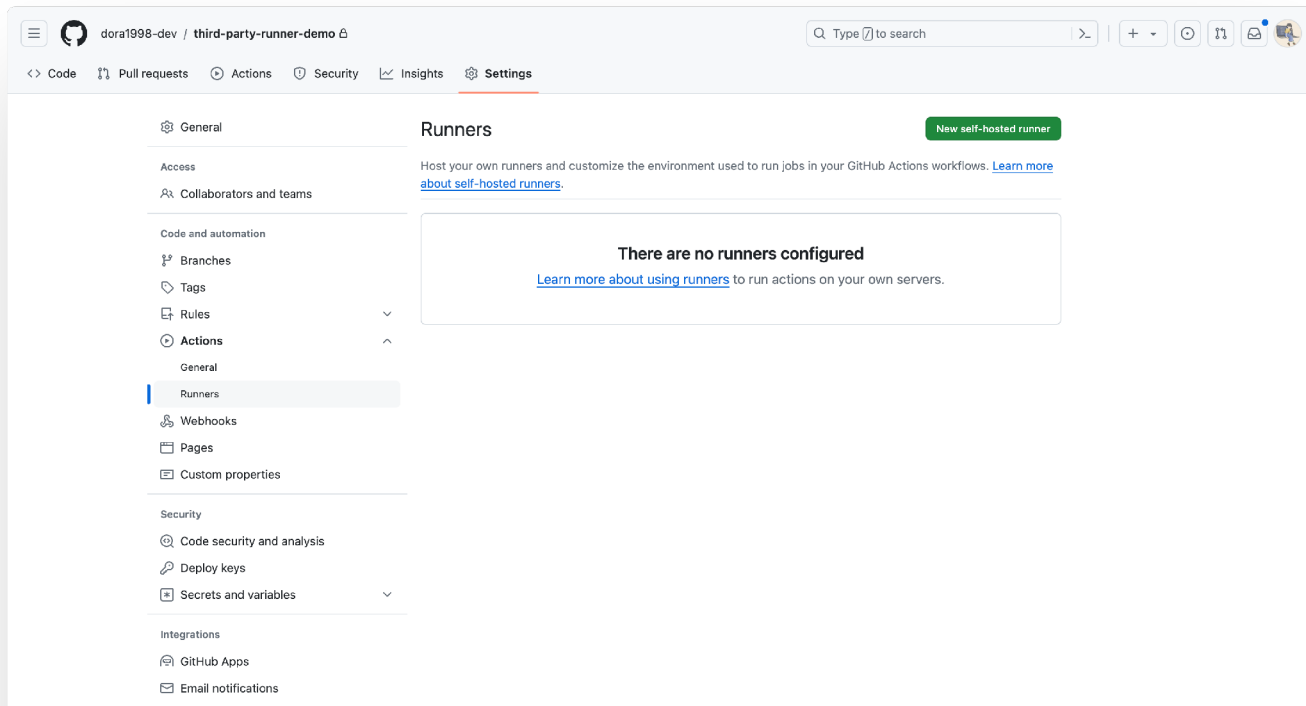 dora1998-dev / third-party-runner-demo
Type / to search
Code
Pull requests
Actions
Security
Insights
Settings
General
Access
Collaborators and teams
Code and automation
Branches
Tags
Rules
Actions
General
Runners
Webhooks
Pages
Custom properties
Security
Code security and analysis
Deploy keys
Secrets and variables
Integrations
GitHub Apps
Email notifications
Runners
New self-hosted runner
Host your own runners and customize the environment used to run jobs in your GitHub Actions workflows. Learn more
about self-hosted runners.
There are no runners configured
Learn more about using runners to run actions on your own servers.